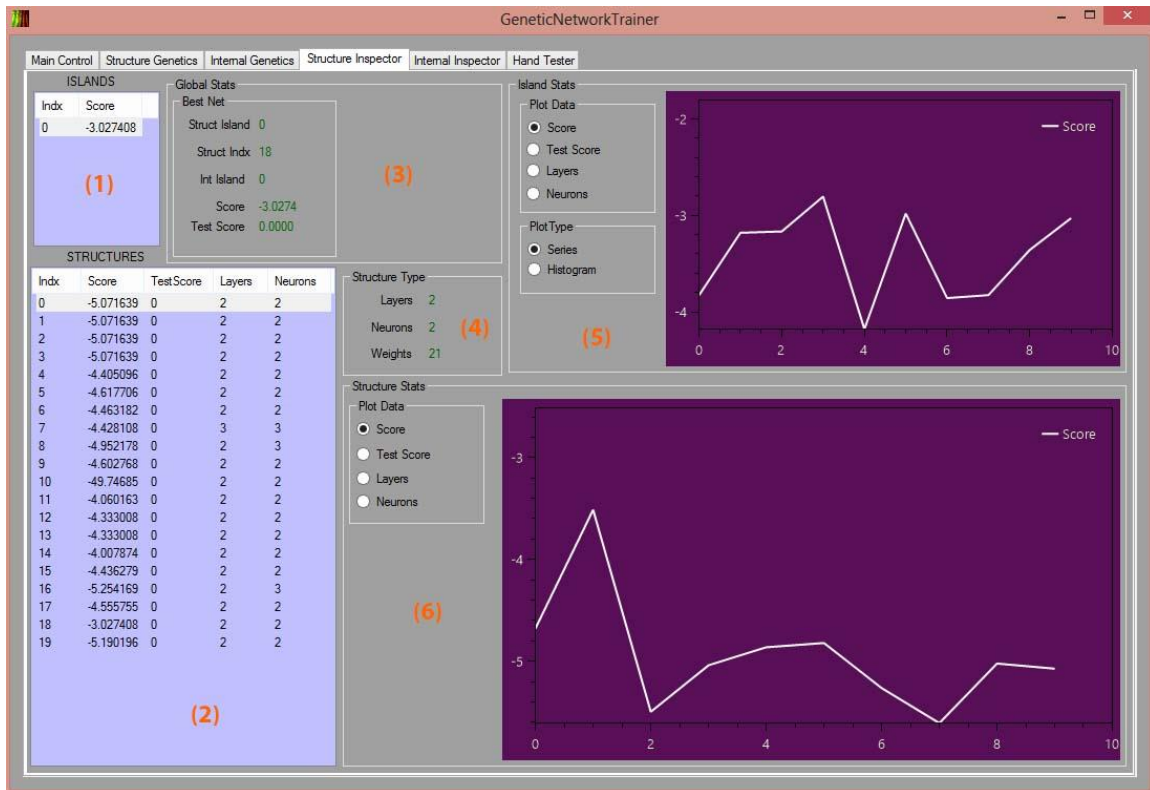 GeneticNetworkTrainer
Main Control Structure Genetics Internal Genetics Structure Inspector Internal Inspector Hand Tester
ISLANDS
Indx Score
0 -3.027408
(1)
Global Stats
Best Net
Struct Island 0
Struct Indx 18
Int Island 0
Score -3.0274
Test Score 0.0000
(3)
Island Stats
Plot Data
Score
Test Score
Layers
Neurons
PlotType
Series
Histogram
(5)
Score
-2
-3
-4
0 2 4 6 8 10
STRUCTURES
Indx Score TestScore Layers Neurons
0 -5.071639 0 2 2
1 -5.071639 0 2 2
2 -5.071639 0 2 2
3 -5.071639 0 2 2
4 -4.405096 0 2 2
5 -4.617706 0 2 2
6 -4.463182 0 2 2
7 -4.428108 0 3 3
8 -4.952178 0 2 3
9 -4.602768 0 2 2
10 -49.74685 0 2 2
11 -4.060163 0 2 2
12 -4.333008 0 2 2
13 -4.333008 0 2 2
14 -4.007874 0 2 2
15 -4.436279 0 2 2
16 -5.254169 0 2 3
17 -4.555755 0 2 2
18 -3.027408 0 2 2
19 -5.190196 0 2 2
(2)
Structure Type
Layers 2
Neurons 2
Weights 21
(4)
Structure Stats
Plot Data
Score
Test Score
Layers
Neurons
(6)
Score
-3
-4
-5
0 2 4 6 8 10